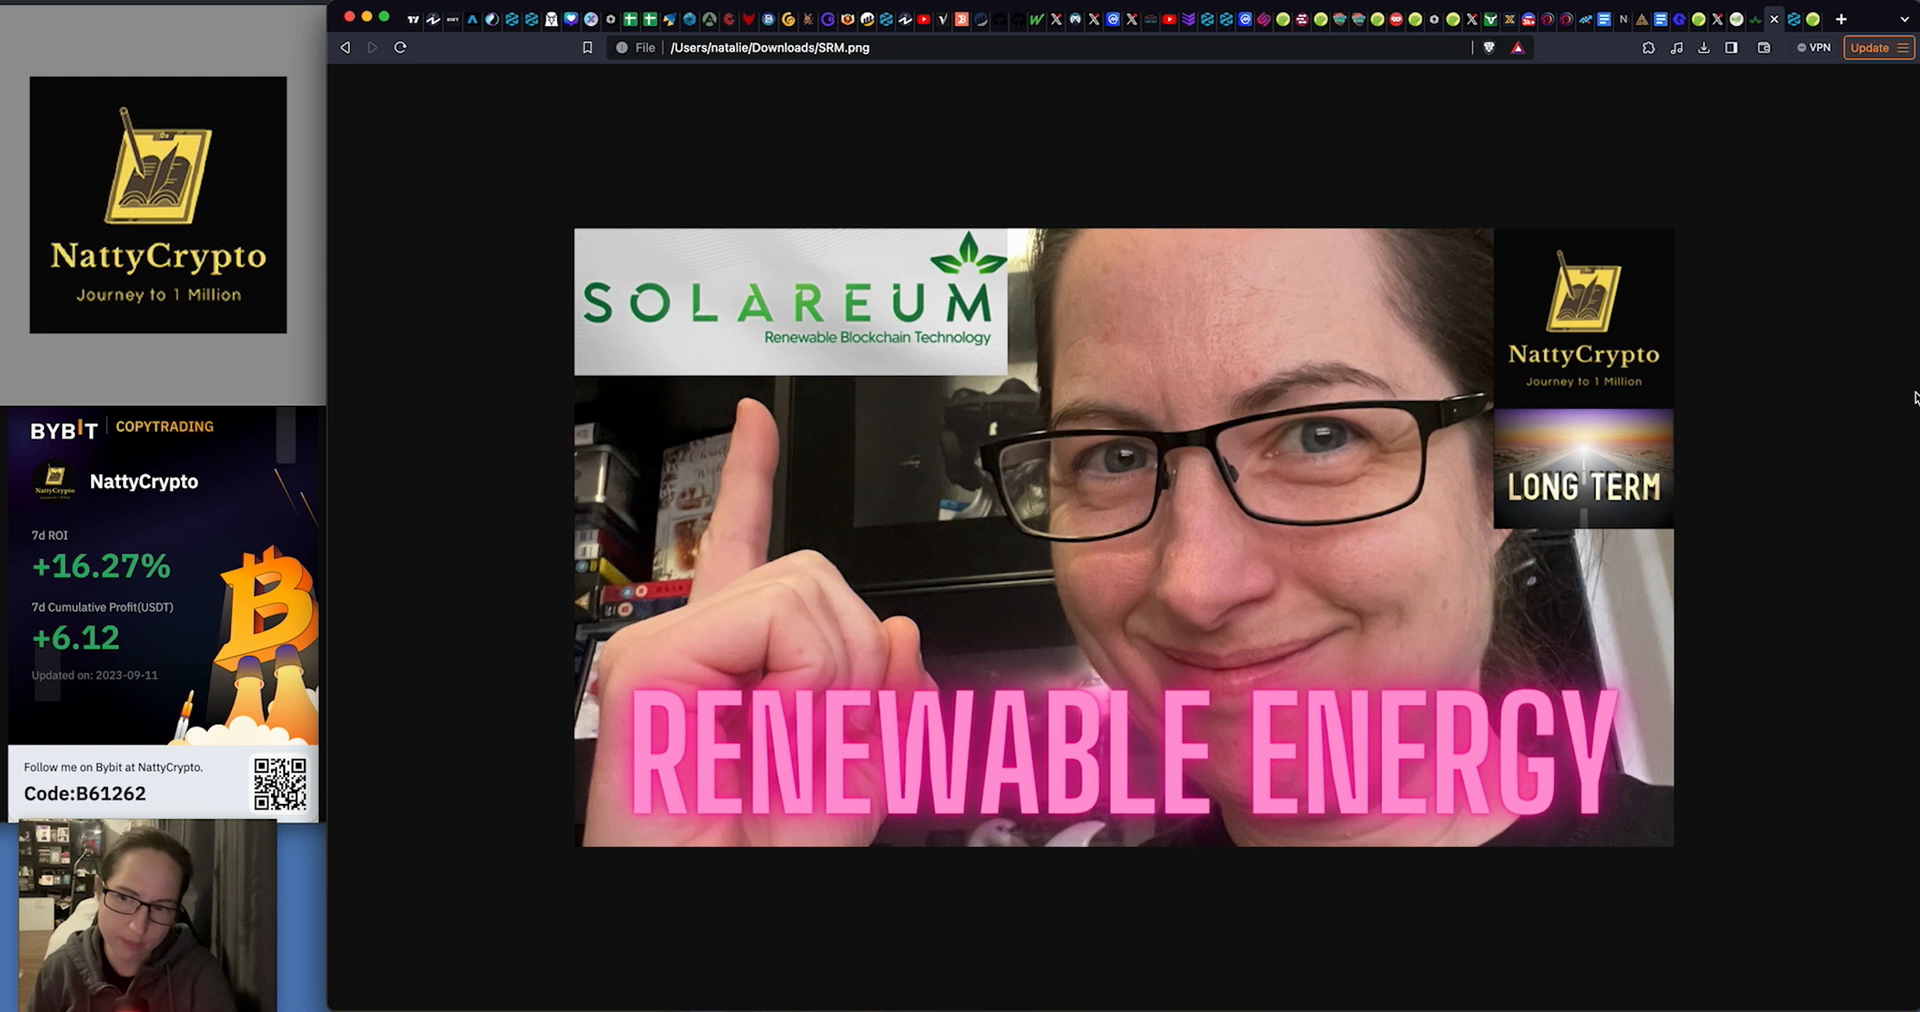 File
/Users/natalie/Downloads/SRM.png
VPN
Update
NattyCrypto
Journey to 1 Million
BYBIT
COPYTRADING
NattyCrypto
7d ROI
+16.27%
7d Cumulative Profit(USDT)
+6.12
Updated on: 2023-09-11
Follow me on Bybit at NattyCrypto.
Code:B61262
SOLAREUM
Renewable Blockchain Technology
NattyCrypto
Journey to 1 Million
LONG TERM
RENEWABLE ENERGY